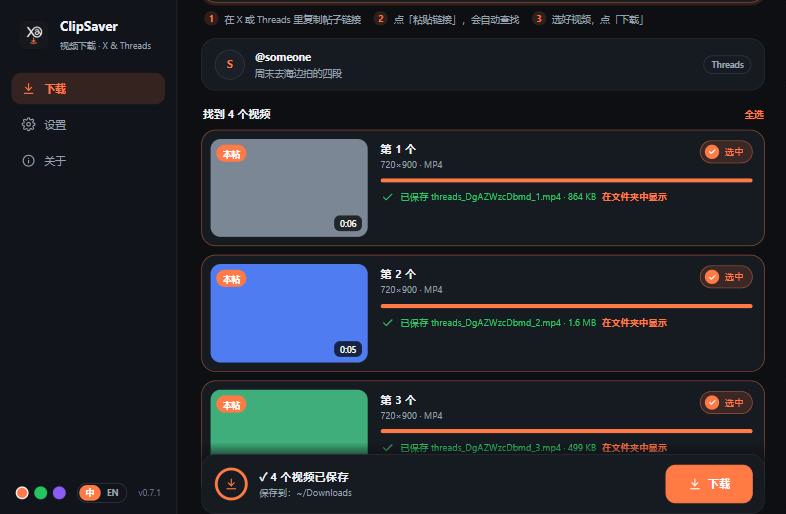 ClipSaver
视频下载 · X & Threads
下载
设置
关于
中 EN v0.7.1
1 在 X 或 Threads 里复制帖子链接 2 点「粘贴链接」，会自动查找 3 选好视频，点「下载」
S
@someone
周末去海边拍的四段
Threads
找到 4 个视频 全选
本帖
0:06
第 1 个
720×900 · MP4
选中
已保存 threads_DgAZWzcDbmd_1.mp4 · 864 KB 在文件夹中显示
本帖
0:05
第 2 个
720×900 · MP4
选中
已保存 threads_DgAZWzcDbmd_2.mp4 · 1.6 MB 在文件夹中显示
本帖
第 3 个
720×900 · MP4
选中
已保存 threads_DgAZWzcDbmd_3.mp4 · 499 KB 在文件夹中显示
✓ 4 个视频已保存
保存到：~/Downloads
下载